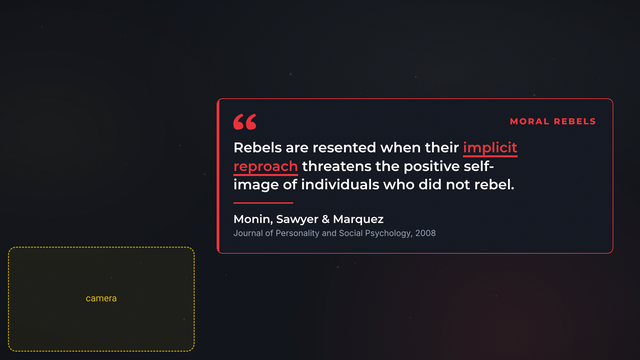 “
MORAL REBELS
Rebels are resented when their implicit
reproach threatens the positive self-
image of individuals who did not rebel.
Monin, Sawyer & Marquez
Journal of Personality and Social Psychology, 2008
camera